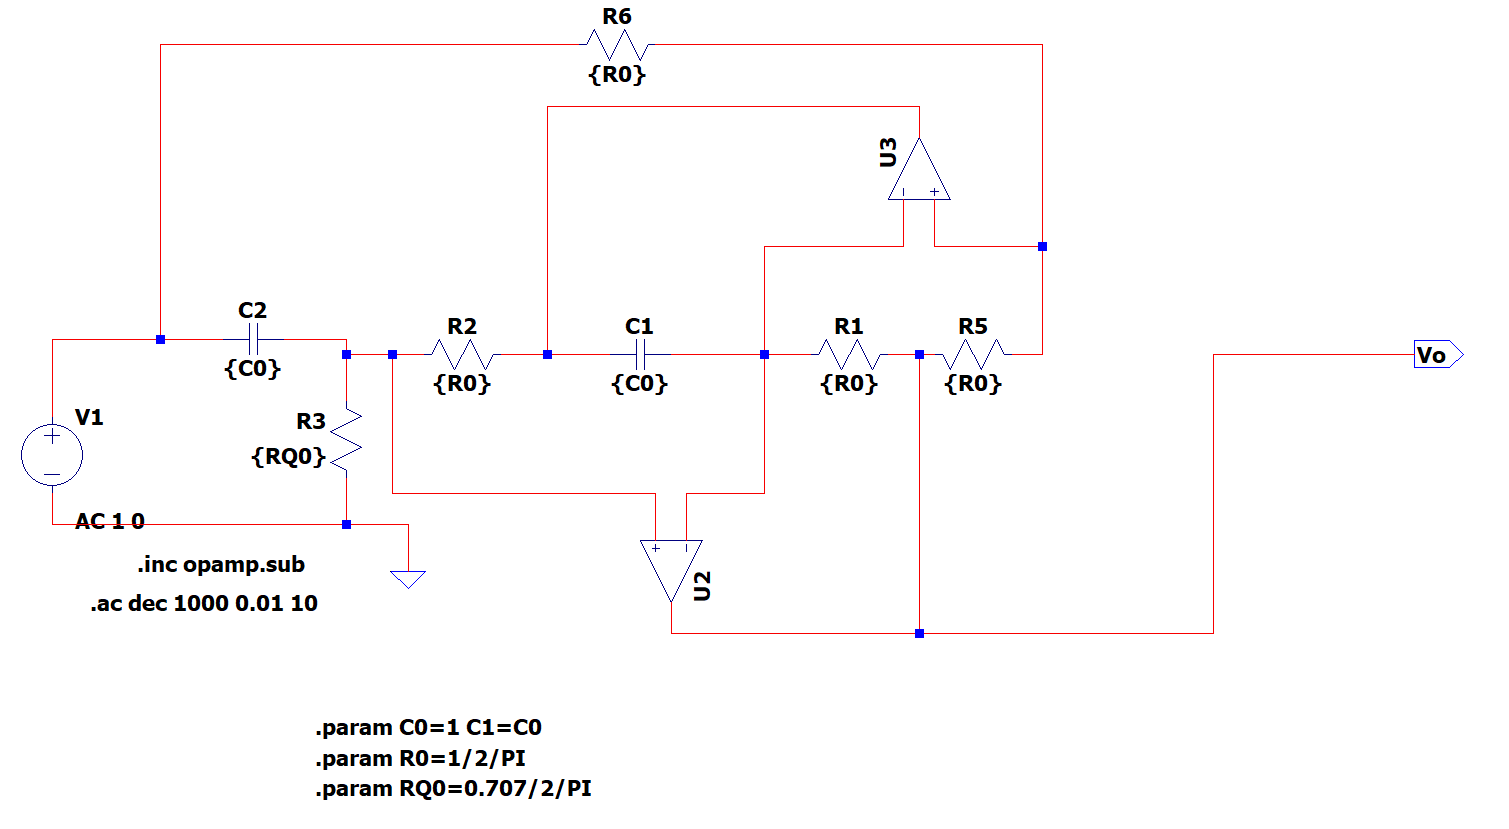 R6
{R0}
U3
- +
C2
{C0}
R2
{R0}
C1
{C0}
R1
{R0}
R5
{R0}
Vo
V1
+
-
R3
{RQ0}
AC 1 0
+ -
U2
.inc opamp.sub
.ac dec 1000 0.01 10
.param C0=1 C1=C0
.param R0=1/2/PI
.param RQ0=0.707/2/PI